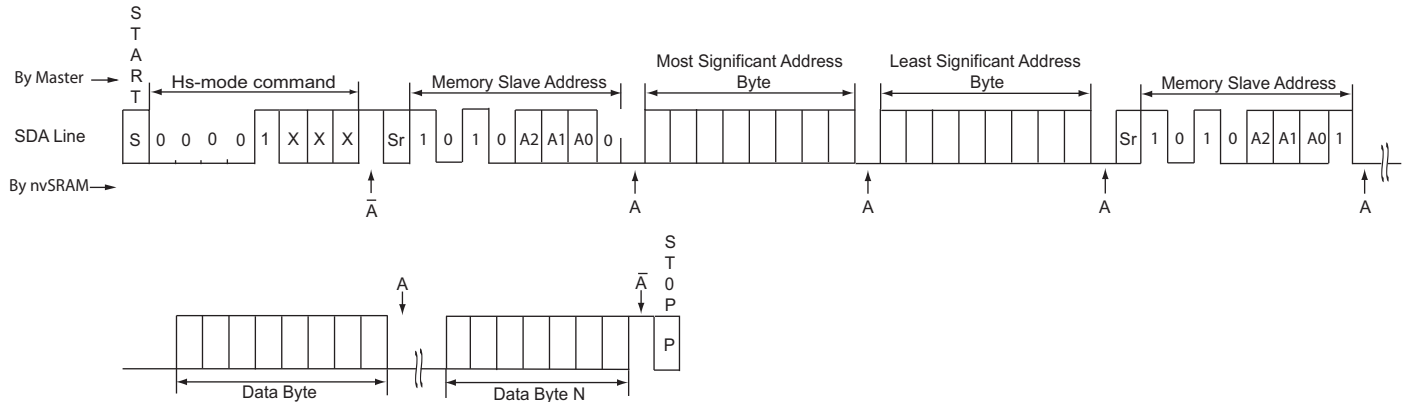 START
By Master
Hs-mode command
Memory Slave Address
Most Significant Address
Byte
Least Significant Address
Byte
Memory Slave Address
SDA Line
S 0 0 0 0 1 X X X Sr 1 0 1 0 A2 A1 A0 0 Sr 1 0 1 0 A2 A1 A0 1
By nvSRAM
A̅ A A A A
A A̅
ST0P
P
Data Byte
Data Byte N